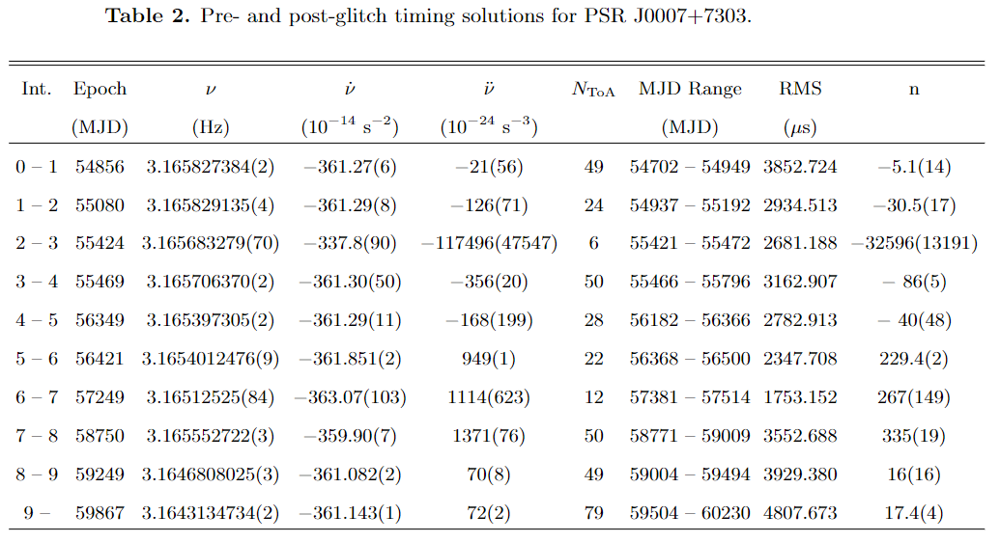 Table 2. Pre- and post-glitch timing solutions for PSR J0007+7303.
Int. Epoch ν ν̇ ν̈ N_ToA MJD Range RMS n
(MJD) (Hz) (10⁻¹⁴ s⁻²) (10⁻²⁴ s⁻³) (MJD) (μs)
0 – 1 54856 3.165827384(2) −361.27(6) −21(56) 49 54702 – 54949 3852.724 −5.1(14)
1 – 2 55080 3.165829135(4) −361.29(8) −126(71) 24 54937 – 55192 2934.513 −30.5(17)
2 – 3 55424 3.165683279(70) −337.8(90) −117496(47547) 6 55421 – 55472 2681.188 −32596(13191)
3 – 4 55469 3.165706370(2) −361.30(50) −356(20) 50 55466 – 55796 3162.907 − 86(5)
4 – 5 56349 3.165397305(2) −361.29(11) −168(199) 28 56182 – 56366 2782.913 − 40(48)
5 – 6 56421 3.1654012476(9) −361.851(2) 949(1) 22 56368 – 56500 2347.708 229.4(2)
6 – 7 57249 3.16512525(84) −363.07(103) 1114(623) 12 57381 – 57514 1753.152 267(149)
7 – 8 58750 3.165552722(3) −359.90(7) 1371(76) 50 58771 – 59009 3552.688 335(19)
8 – 9 59249 3.1646808025(3) −361.082(2) 70(8) 49 59004 – 59494 3929.380 16(16)
9 – 59867 3.1643134734(2) −361.143(1) 72(2) 79 59504 – 60230 4807.673 17.4(4)